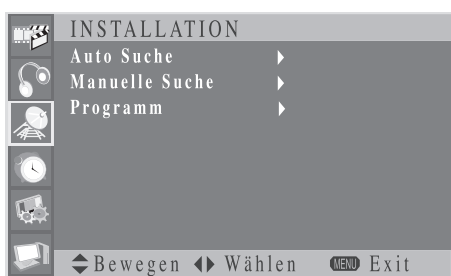 INSTALLATION
Auto Suche
Manuelle Suche
Programm
Bewegen Wählen MENU Exit